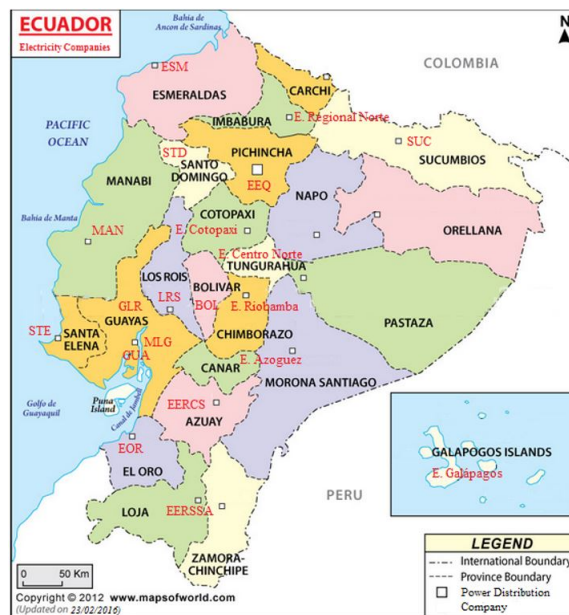 ECUADOR
Electricity Companies
Bahia de
Ancon de Sardinas
N
COLOMBIA
ESM
ESMERALDAS
CARCHI
IMBABURA
E. Regional Norte
PACIFIC
OCEAN
STD
SANTO
DOMINGO
PICHINCHA
EEQ
SUC
SUCUMBIOS
MANABI
NAPO
Bahia de Manta
MAN
COTOPAXI
E. Cotopaxi
ORELLANA
E. Centro Norte
TUNGURAHUA
LOS ROIS
BOLIVAR
LRS
BOL
E. Riobamba
PASTAZA
GLR
GUAYAS
STE
SANTA
ELENA
MLG
GUA
CHIMBORAZO
CANAR
E. Azoguez
MORONA SANTIAGO
Golfo de
Guayaquil
Puna
Island
Canal de Jambeli
EERCS
AZUAY
EOR
EL ORO
GALAPOGOS ISLANDS
E. Galápagos
LOJA
EERSSA
PERU
ZAMORA-
CHINCHIPE
LEGEND
International Boundary
Province Boundary
Power Distribution
Company
0 50 Km
Copyright © 2012 www.mapsofworld.com
(Updated on 23/02/2016)